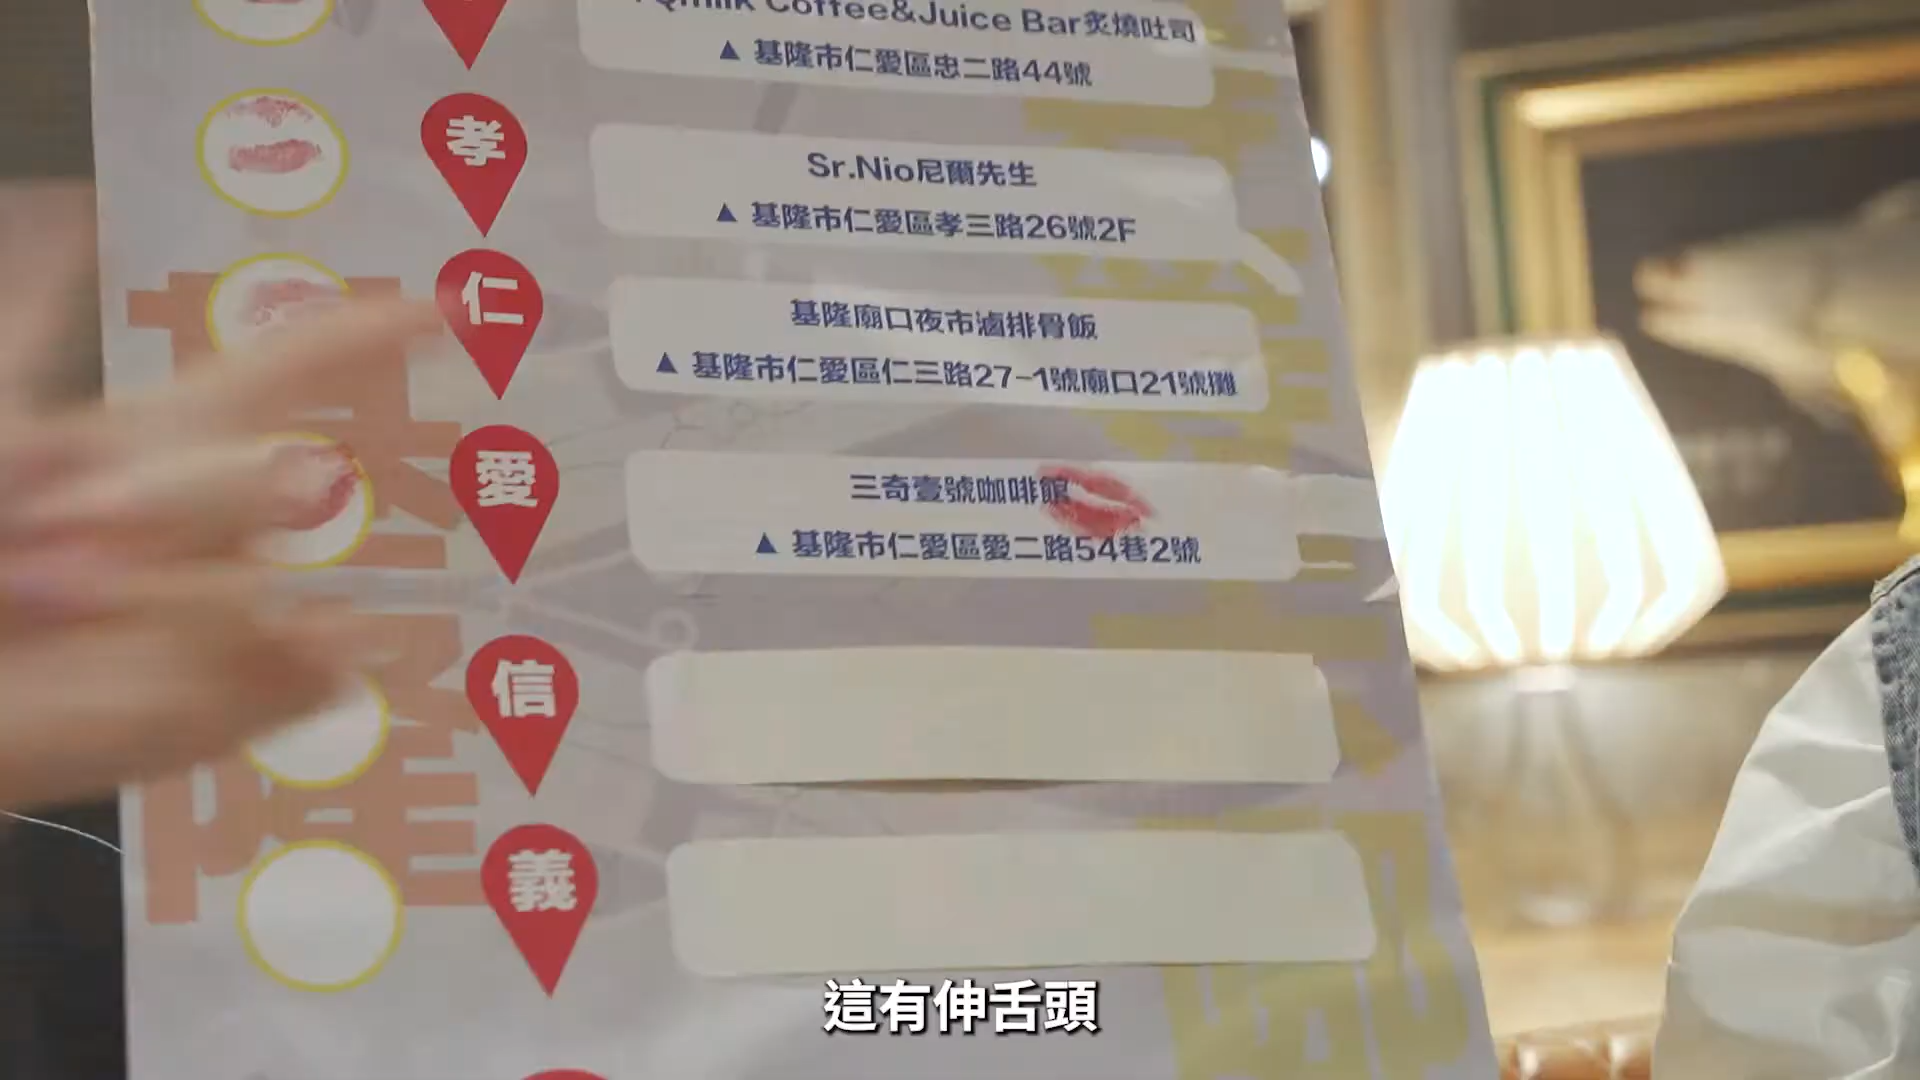 Coffee&Juice Bar炙燒吐司
▲ 基隆市仁愛區忠二路44號
孝
Sr.Nio尼爾先生
▲ 基隆市仁愛區孝三路26號2F
仁
基隆廟口夜市滷排骨飯
▲ 基隆市仁愛區仁三路27-1號廟口21號攤
愛
三奇壹號咖啡館
▲ 基隆市仁愛區愛二路54巷2號
信
義
這有伸舌頭